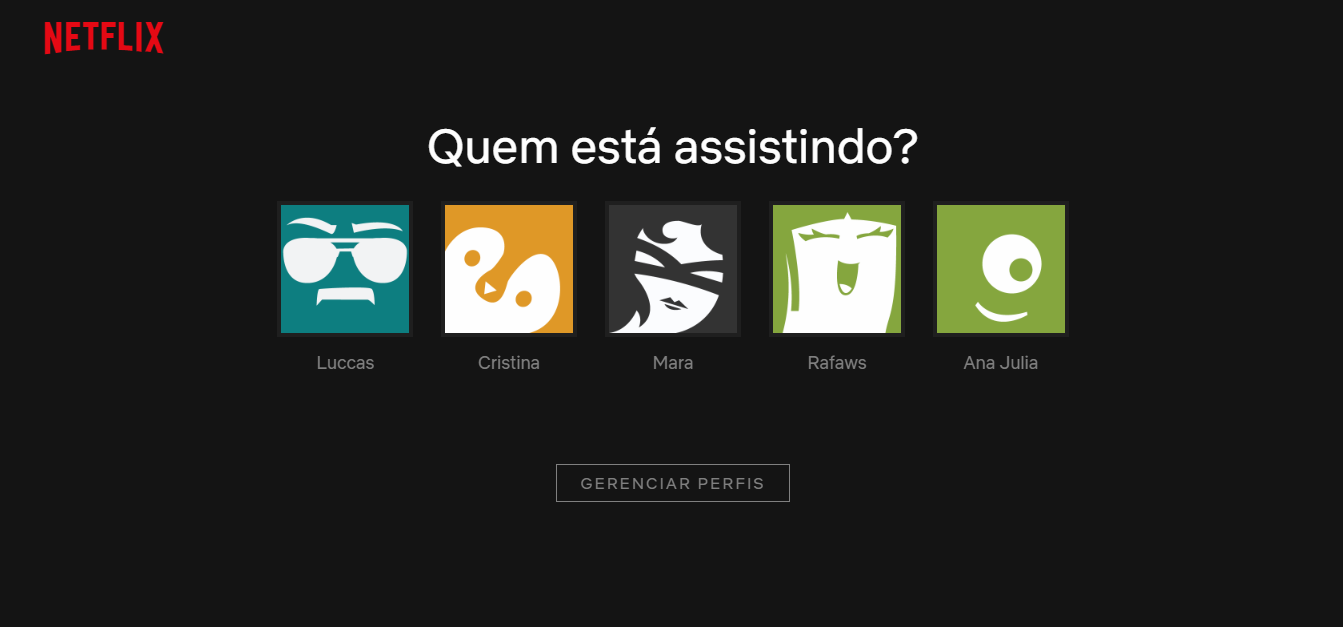 NETFLIX
Quem está assistindo?
Luccas Cristina Mara Rafaws Ana Julia
GERENCIAR PERFIS